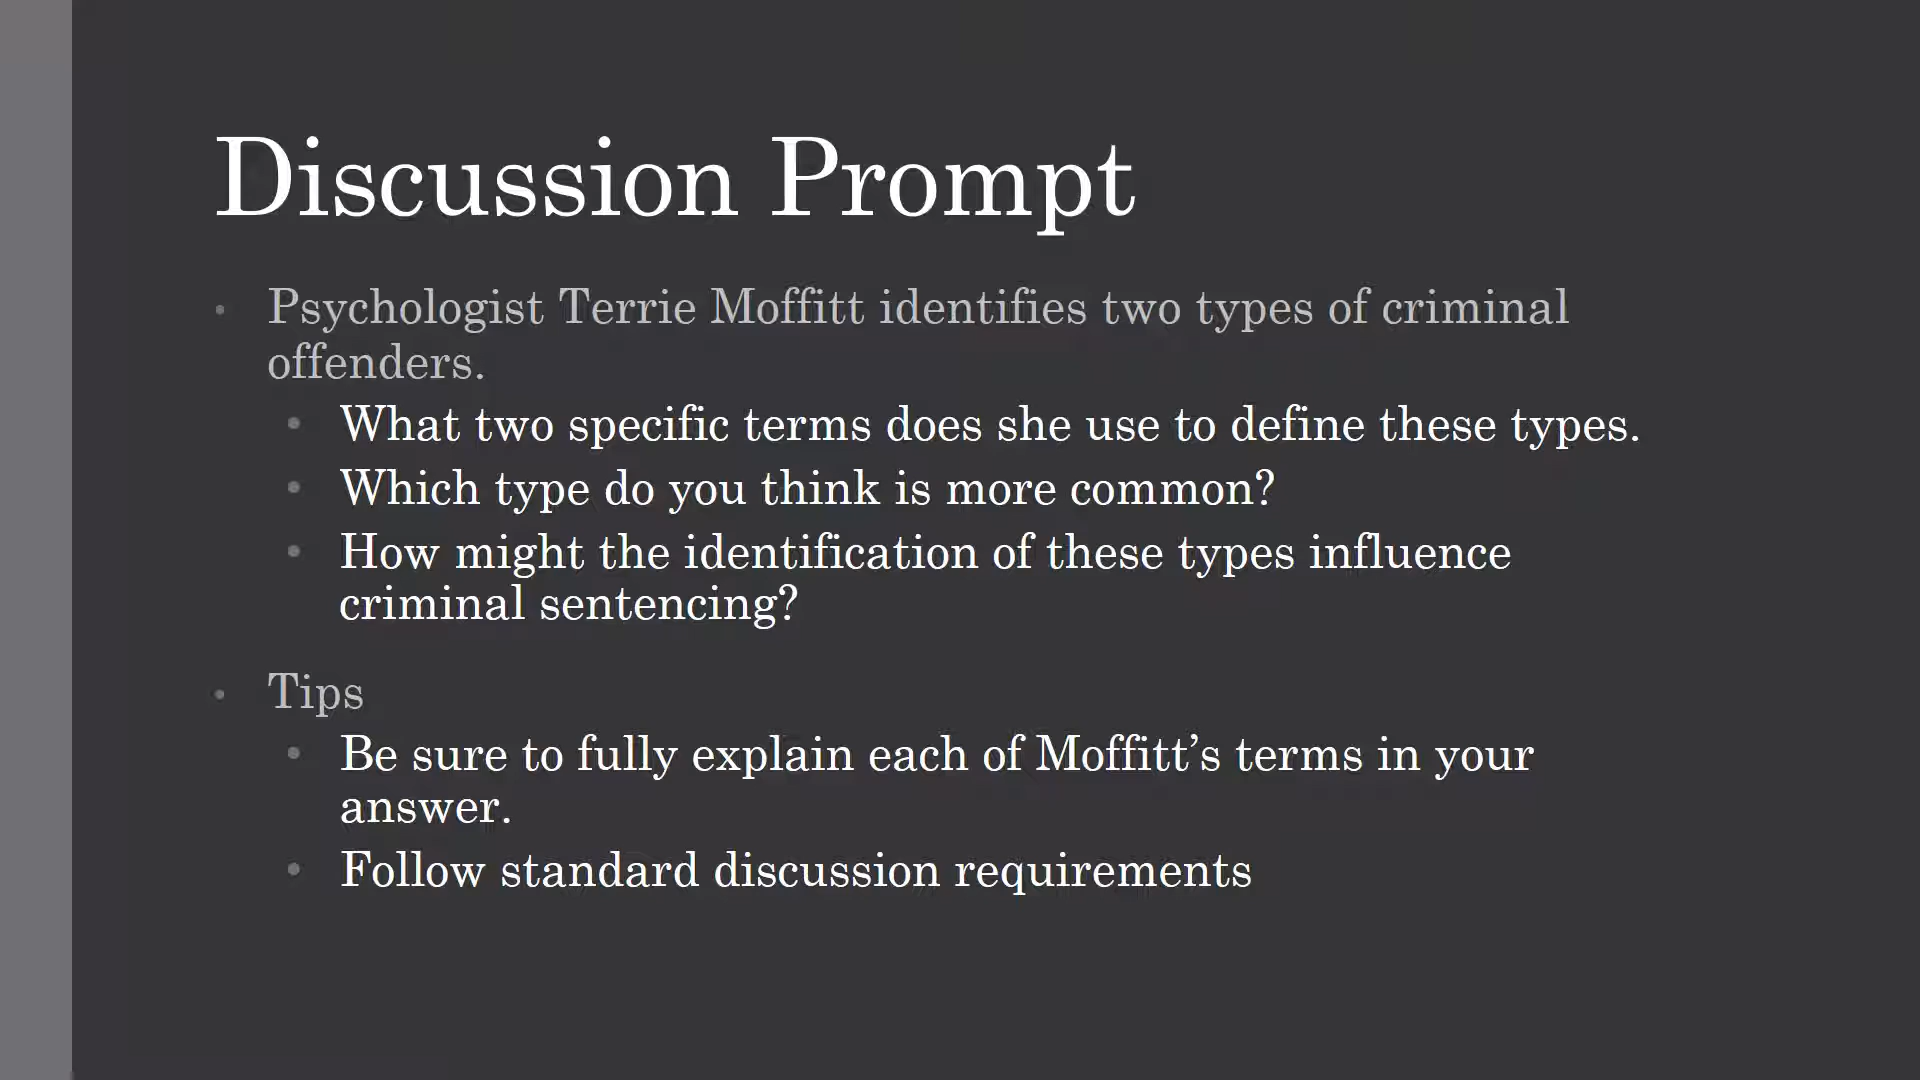 Discussion Prompt
• Psychologist Terrie Moffitt identifies two types of criminal
offenders.
• What two specific terms does she use to define these types.
• Which type do you think is more common?
• How might the identification of these types influence
criminal sentencing?
• Tips
• Be sure to fully explain each of Moffitt’s terms in your
answer.
• Follow standard discussion requirements